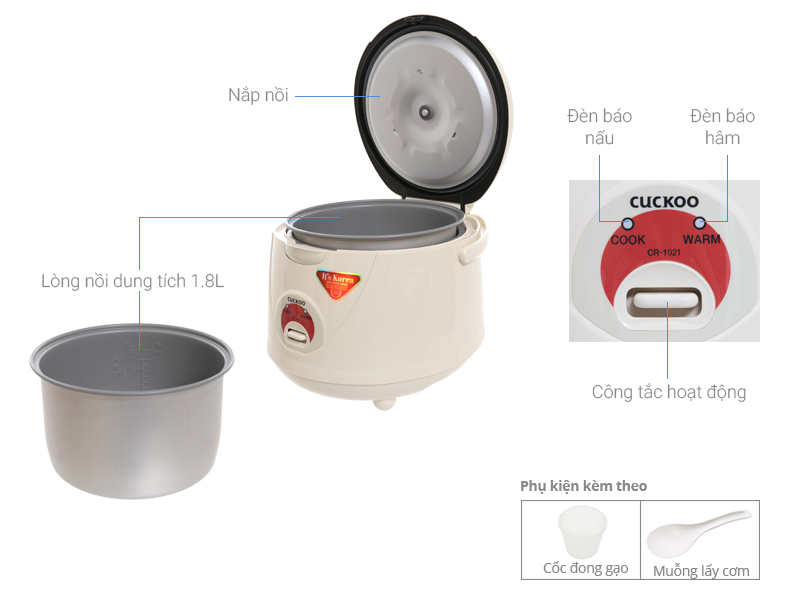 Nắp nồi
Đèn báo nấu
Đèn báo hâm
CUCKOO
COOK WARM
CR-1021
Lòng nồi dung tích 1.8L
It's Korea
CUCKOO
Công tắc hoạt động
Phụ kiện kèm theo
Cốc đong gạo
Muỗng lấy cơm